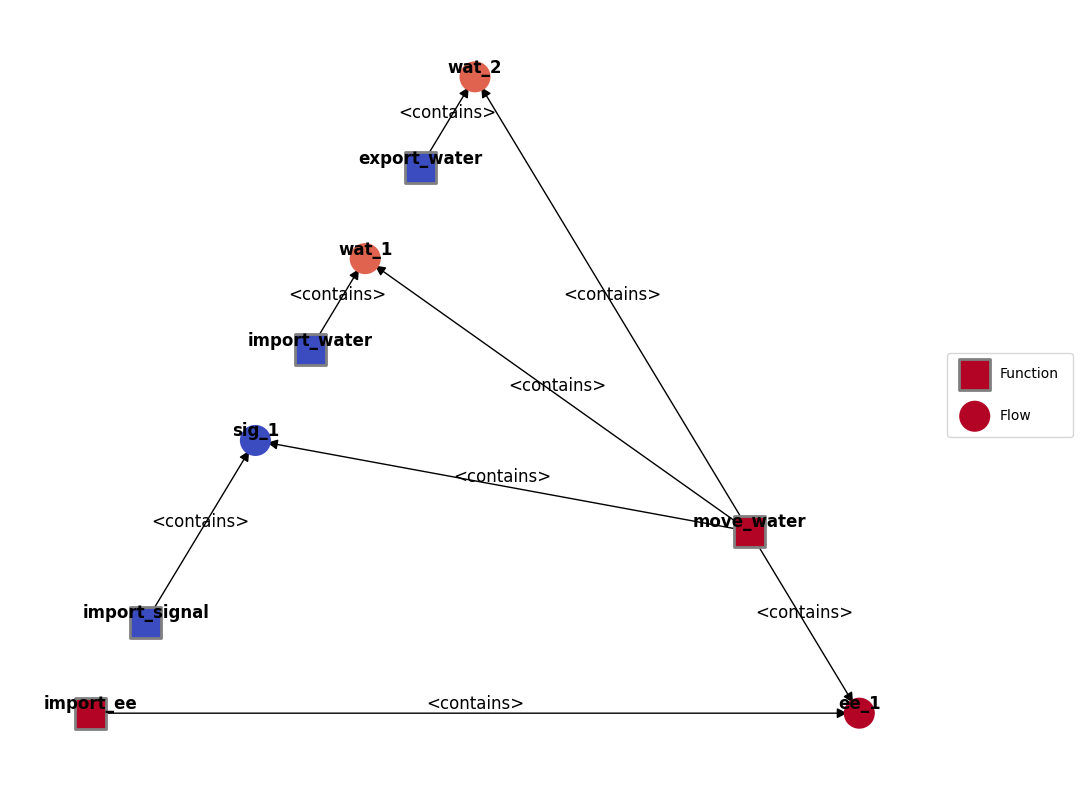 wat_2
<contains>
export_water
wat_1
<contains>
<contains>
import_water
Function
<contains>
Flow
sig_1
<contains>
<contains>
move_water
import_signal
<contains>
import_ee
<contains>
ee_1